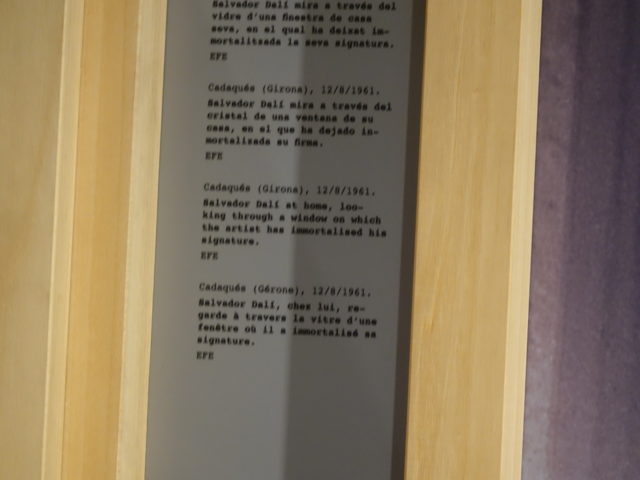 Salvador Dalí mira a través del
vidre d'una finestra de casa
seva, en el qual ha deixat im-
mortalitzada la seva signatura.
EFE
Cadaqués (Girona), 12/8/1961.
Salvador Dalí mira a través del
cristal de una ventana de su
casa, en el que ha dejado in-
mortalizada su firma.
EFE
Cadaqués (Girona), 12/8/1961.
Salvador Dalí at home, loo-
king through a window on which
the artist has immortalised his
signature.
EFE
Cadaqués (Gérone), 12/8/1961.
Salvador Dalí, chez lui, re-
garde à travers la vitre d'une
fenêtre où il a immortalisé sa
signature.
EFE